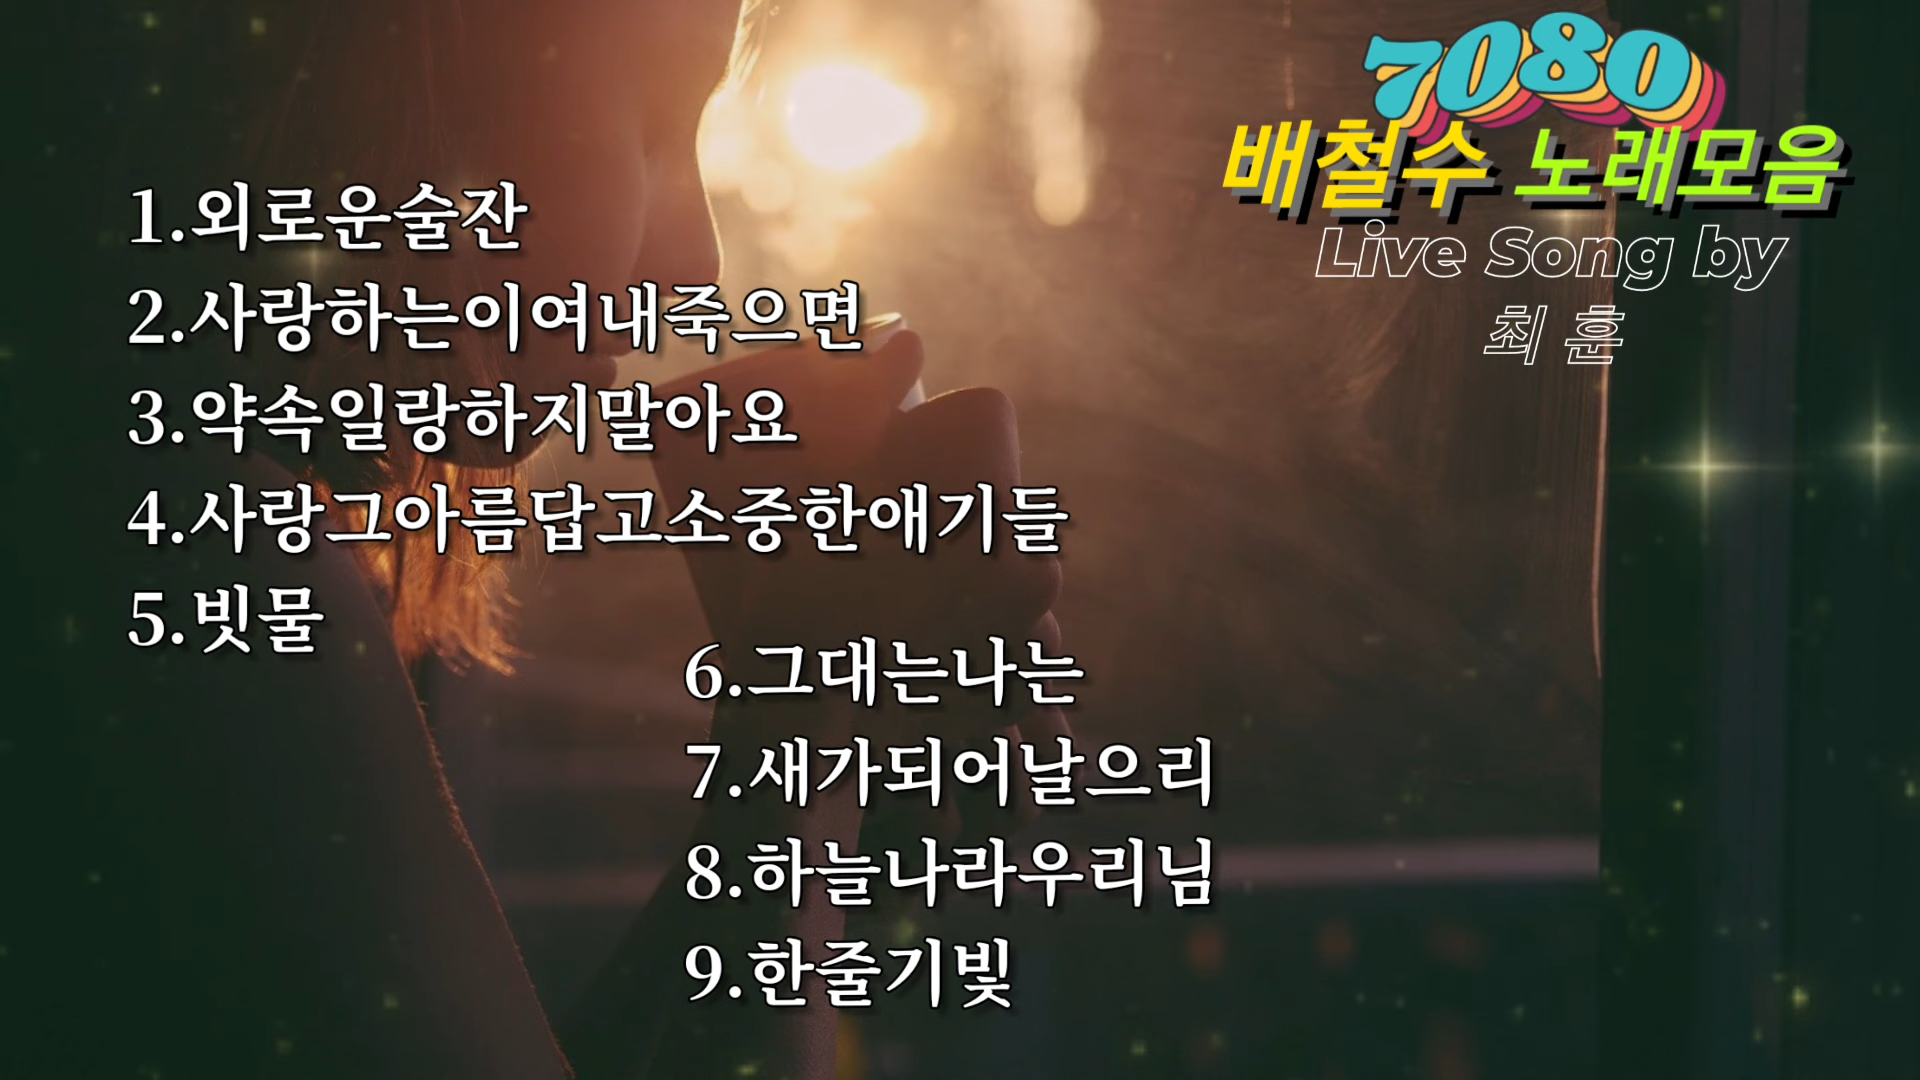 7080
배철수 노래모음
Live Song by
최 훈
1.외로운술잔
2.사랑하는이여내죽으면
3.약속일랑하지말아요
4.사랑그아름답고소중한얘기들
5.빗물
6.그대는나는
7.새가되어날으리
8.하늘나라우리님
9.한줄기빛